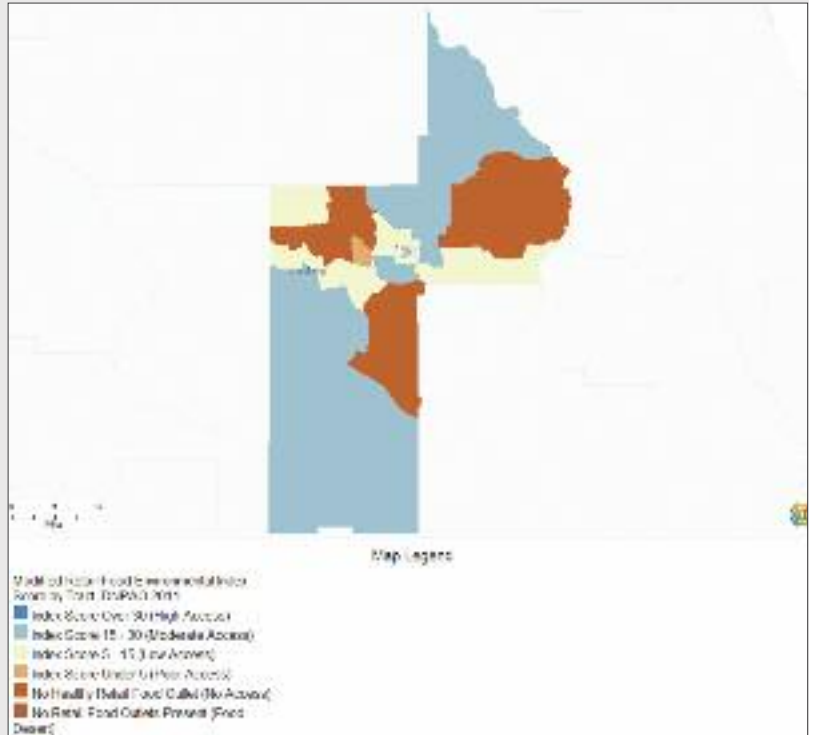 Map Legend
Modified Retail Food Environmental Index
Score by Tract, DNPAO 2011
Index Score Over 30 (High Access)
Index Score 15 - 30 (Moderate Access)
Index Score 5 - 15 (Low Access)
Index Score Under 5 (Poor Access)
No Healthy Retail Food Outlet (No Access)
No Retail Food Outlets Present (Food
Desert)